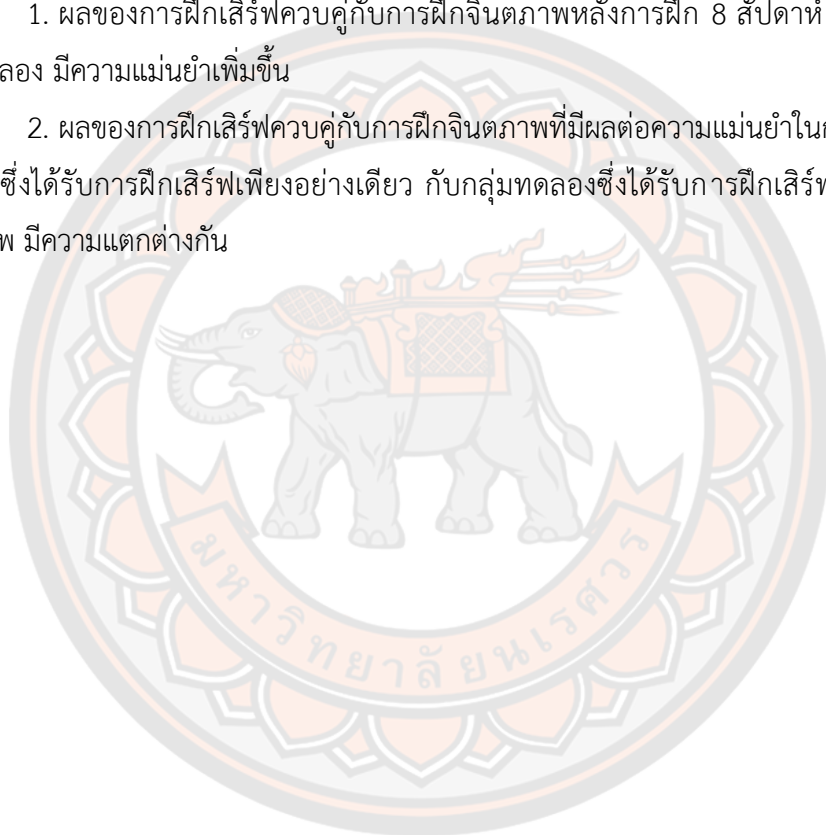 1. ผลของการฝึกเสิร์ฟควบคู่กับการฝึกจินตภาพหลังการฝึก 8 สัปดาห์
ลอง มีความแม่นยำเพิ่มขึ้น
2. ผลของการฝึกเสิร์ฟควบคู่กับการฝึกจินตภาพที่มีผลต่อความแม่นยำใน
ซึ่งได้รับการฝึกเสิร์ฟเพียงอย่างเดียว กับกลุ่มทดลองซึ่งได้รับการฝึกเสิร์ฟ
พ มีความแตกต่างกัน
มหาวิทยาลัยนเรศวร